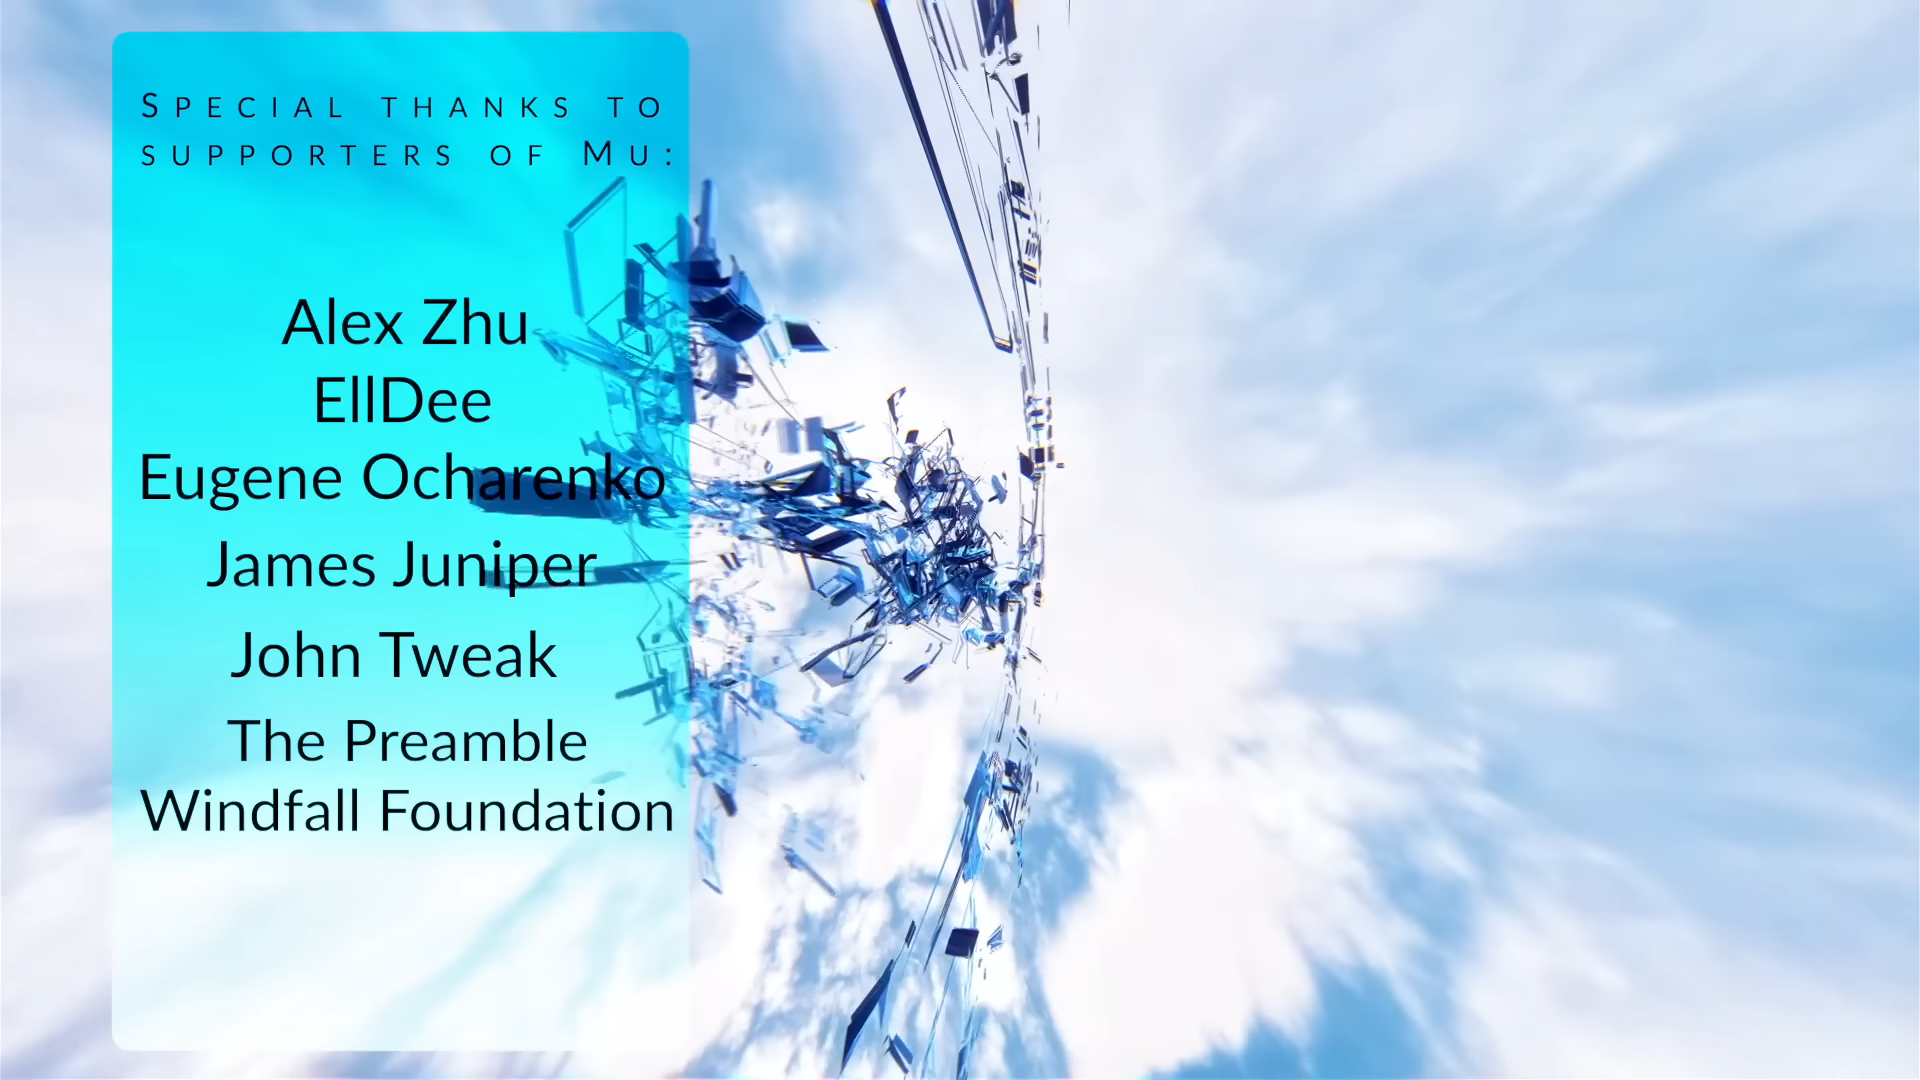 Special thanks to
supporters of Mu:
Alex Zhu
EllDee
Eugene Ocharenko
James Juniper
John Tweak
The Preamble
Windfall Foundation